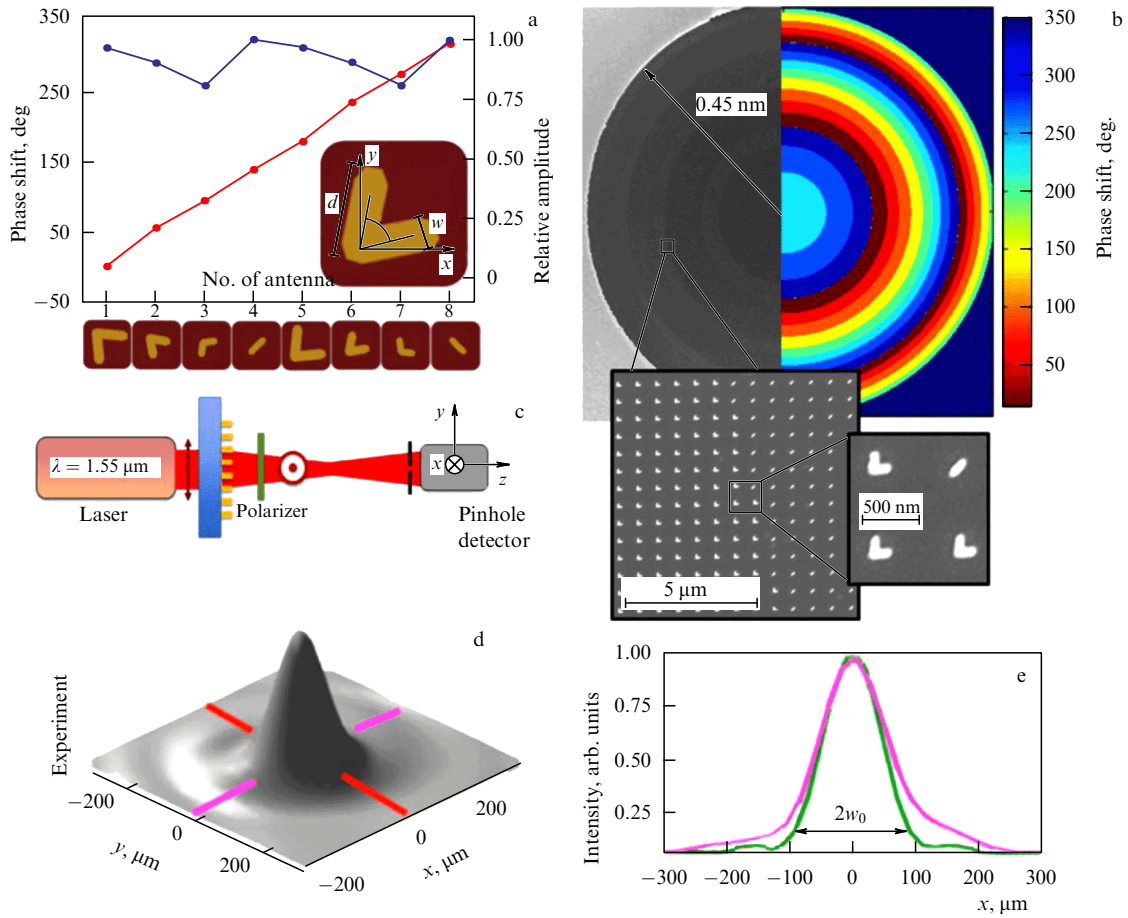 a
350
250
150
50
−50
Phase shift, deg
1.00
0.75
0.50
0.25
0
Relative amplitude
y
d
w
x
No. of antenna
1 2 3 4 5 6 7 8
b
0.45 nm
350
300
250
200
150
100
50
Phase shift, deg.
500 nm
5 μm
c
λ = 1.55 μm
Laser
Polarizer
y
x
z
Pinhole
detector
d
Experiment
−200
0
200
y, μm
−200
0
200
x, μm
e
1.00
0.75
0.50
0.25
Intensity, arb. units
2w0
−300 −200 −100 0 100 200 300
x, μm